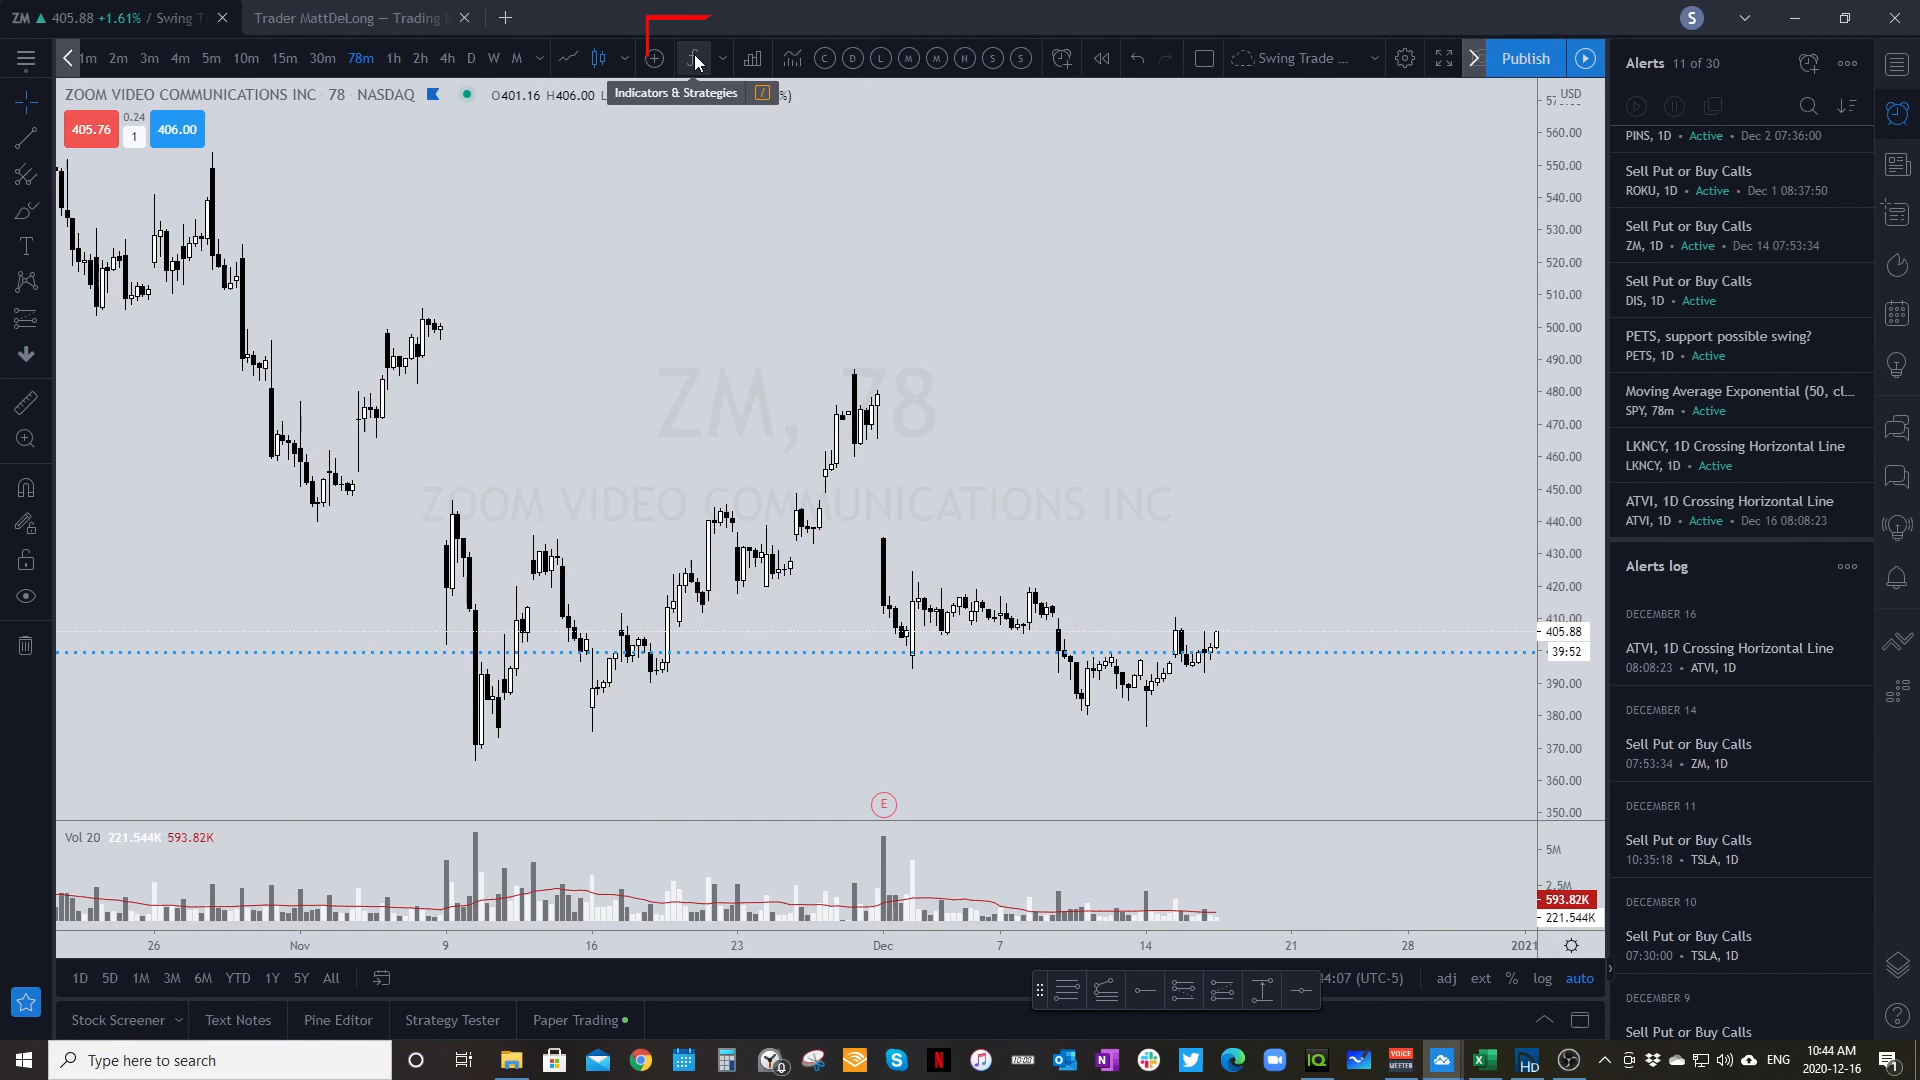 ZM ▲ 405.88 +1.61% / Swing T
Trader MattDeLong — Trading
S
1m 2m 3m 4m 5m 10m 15m 30m 78m 1h 2h 4h D W M
C D L M M N S S
Swing Trade ...
Publish
Indicators & Strategies /
ZOOM VIDEO COMMUNICATIONS INC · 78 · NASDAQ
O401.16 H406.00 L
%)
405.76
0.24
1
406.00
ZM, 78
ZOOM VIDEO COMMUNICATIONS INC
E
USD
560.00
550.00
540.00
530.00
520.00
510.00
500.00
490.00
480.00
470.00
460.00
450.00
440.00
430.00
420.00
410.00
405.88
39:52
390.00
380.00
370.00
360.00
350.00
Vol 20 221.544K 593.82K
5M
2.5M
593.82K
221.544K
26 Nov 9 16 23 Dec 7 14 21 28 2021
1D 5D 1M 3M 6M YTD 1Y 5Y All
44:07 (UTC-5)
adj ext % log auto
Stock Screener
Text Notes
Pine Editor
Strategy Tester
Paper Trading
Alerts 11 of 30
PINS, 1D • Active • Dec 2 07:36:00
Sell Put or Buy Calls
ROKU, 1D • Active • Dec 1 08:37:50
Sell Put or Buy Calls
ZM, 1D • Active • Dec 14 07:53:34
Sell Put or Buy Calls
DIS, 1D • Active
PETS, support possible swing?
PETS, 1D • Active
Moving Average Exponential (50, cl...
SPY, 78m • Active
LKNCY, 1D Crossing Horizontal Line
LKNCY, 1D • Active
ATVI, 1D Crossing Horizontal Line
ATVI, 1D • Active • Dec 16 08:08:23
Alerts log
DECEMBER 16
ATVI, 1D Crossing Horizontal Line
08:08:23 • ATVI, 1D
DECEMBER 14
Sell Put or Buy Calls
07:53:34 • ZM, 1D
DECEMBER 11
Sell Put or Buy Calls
10:35:18 • TSLA, 1D
DECEMBER 10
Sell Put or Buy Calls
07:30:00 • TSLA, 1D
DECEMBER 9
Sell Put or Buy Calls
Type here to search
ENG
10:44 AM
2020-12-16